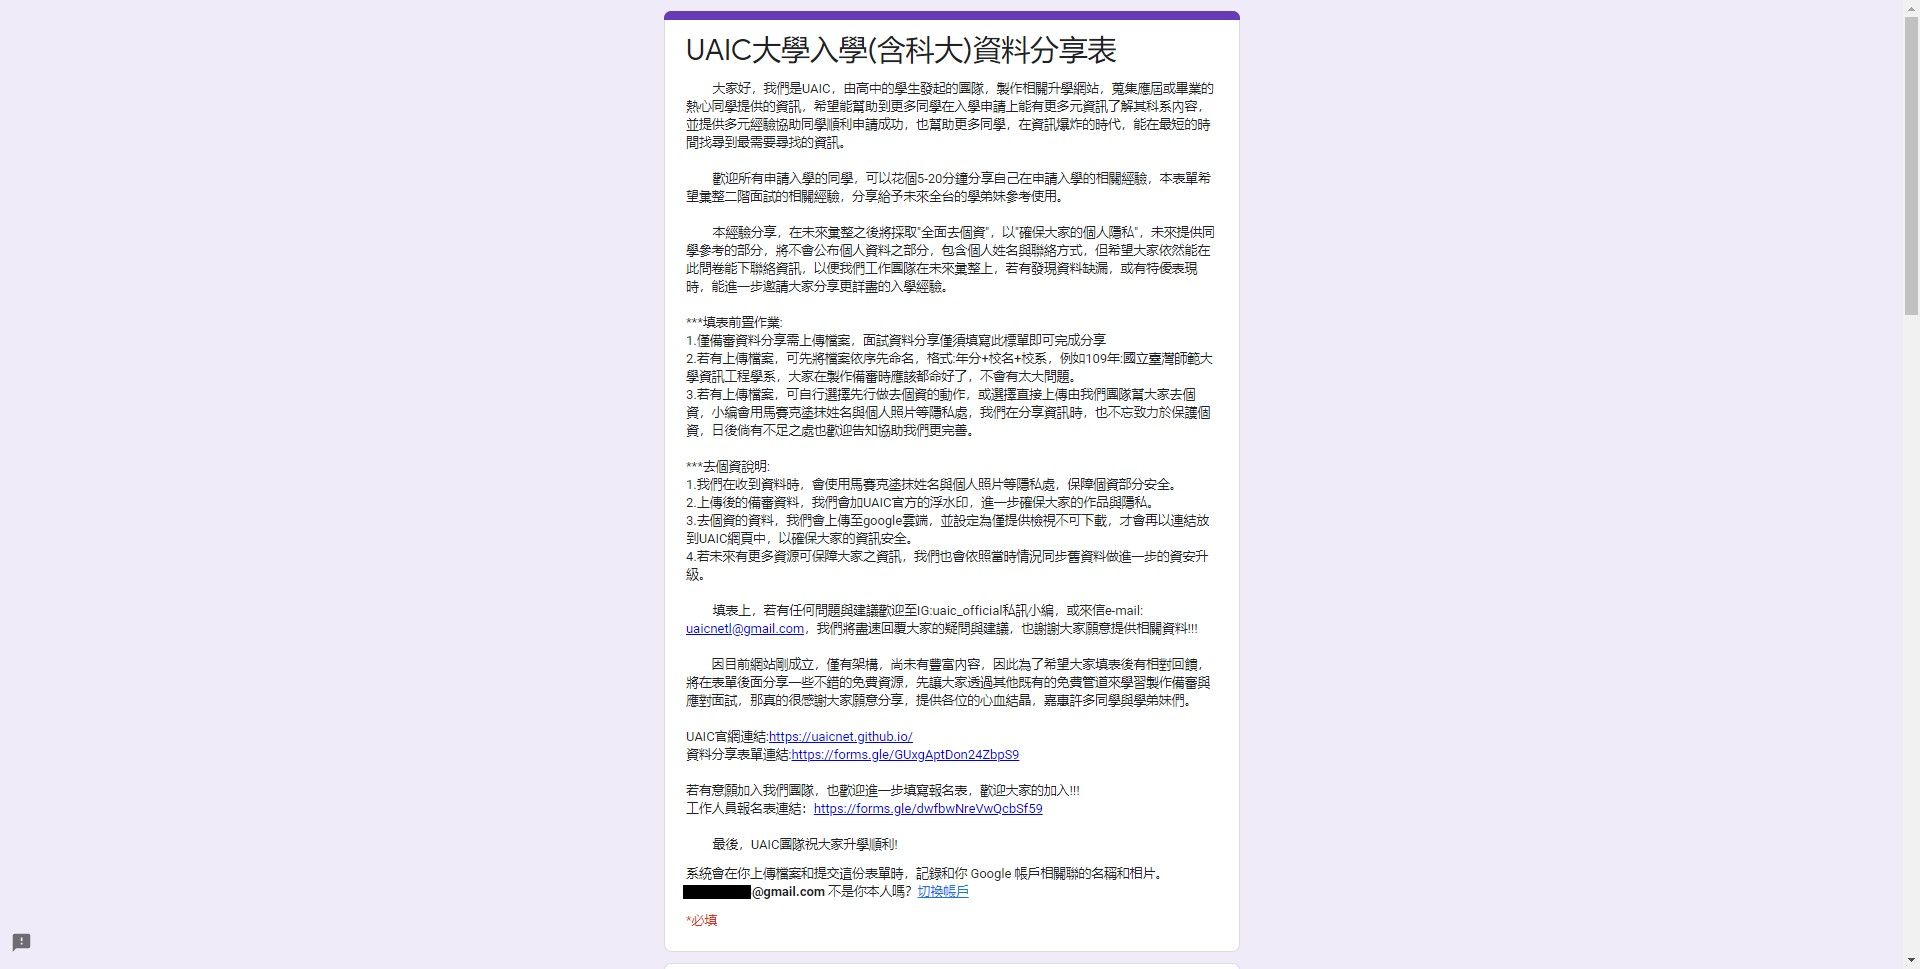 UAIC大學入學(含科大)資料分享表
大家好，我們是UAIC，由高中的學生發起的團隊，製作相關升學網站，蒐集應屆或畢業的
熱心同學提供的資訊，希望能幫助到更多同學在入學申請上能有更多元資訊了解其科系內容，
並提供多元經驗協助同學順利申請成功，也幫助更多同學，在資訊爆炸的時代，能在最短的時
間找尋到最需要尋找的資訊。
歡迎所有申請入學的同學，可以花個5-20分鐘分享自己在申請入學的相關經驗，本表單希
望彙整二階面試的相關經驗，分享給予未來全台的學弟妹參考使用。
本經驗分享，在未來彙整之後將採取"全面去個資"，以"確保大家的個人隱私"，未來提供同
學參考的部分，將不會公布個人資料之部分，包含個人姓名與聯絡方式，但希望大家依然能在
此問卷能下聯絡資訊，以便我們工作團隊在未來彙整上，若有發現資料缺漏，或有特優表現
時，能進一步邀請大家分享更詳盡的入學經驗。
***填表前置作業:
1.僅備審資料分享需上傳檔案，面試資料分享僅須填寫此標單即可完成分享
2.若有上傳檔案，可先將檔案依序先命名，格式:年分+校名+校系，例如109年:國立臺灣師範大
學資訊工程學系，大家在製作備審時應該都命好了，不會有太大問題。
3.若有上傳檔案，可自行選擇先行做去個資的動作，或選擇直接上傳由我們團隊幫大家去個
資，小編會用馬賽克塗抹姓名與個人照片等隱私處，我們在分享資訊時，也不忘致力於保護個
資，日後倘有不足之處也歡迎告知協助我們更完善。
***去個資說明:
1.我們在收到資料時，會使用馬賽克塗抹姓名與個人照片等隱私處，保障個資部分安全。
2.上傳後的備審資料，我們會加UAIC官方的浮水印，進一步確保大家的作品與隱私。
3.去個資的資料，我們會上傳至google雲端，並設定為僅提供檢視不可下載，才會再以連結放
到UAIC網頁中，以確保大家的資訊安全。
4.若未來有更多資源可保障大家之資訊，我們也會依照當時情況同步舊資料做進一步的資安升
級。
填表上，若有任何問題與建議歡迎至IG:uaic_official私訊小編，或來信e-mail:
uaicnetl@gmail.com，我們將盡速回覆大家的疑問與建議，也謝謝大家願意提供相關資料!!!
因目前網站剛成立，僅有架構，尚未有豐富內容，因此為了希望大家填表後有相對回饋，
將在表單後面分享一些不錯的免費資源，先讓大家透過其他既有的免費管道來學習製作備審與
應對面試，那真的很感謝大家願意分享，提供各位的心血結晶，嘉惠許多同學與學弟妹們。
UAIC官網連結:https://uaicnet.github.io/
資料分享表單連結:https://forms.gle/GUxgAptDon24ZbpS9
若有意願加入我們團隊，也歡迎進一步填寫報名表，歡迎大家的加入!!!
工作人員報名表連結：https://forms.gle/dwfbwNreVwQcbSf59
最後，UAIC團隊祝大家升學順利!
系統會在你上傳檔案和提交這份表單時，記錄和你 Google 帳戶相關聯的名稱和相片。
@gmail.com 不是你本人嗎？切換帳戶
*必填